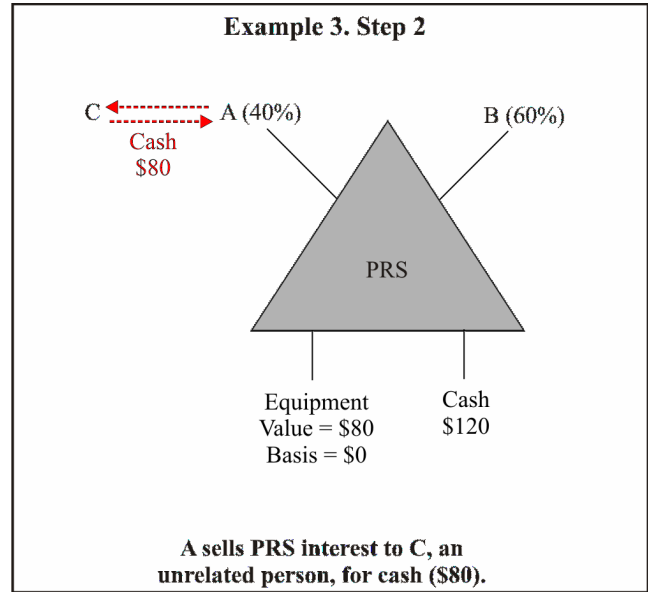 Example 3. Step 2
C
A (40%)
B (60%)
Cash
$80
PRS
Equipment
Value = $80
Basis = $0
Cash
$120
A sells PRS interest to C, an
unrelated person, for cash ($80).